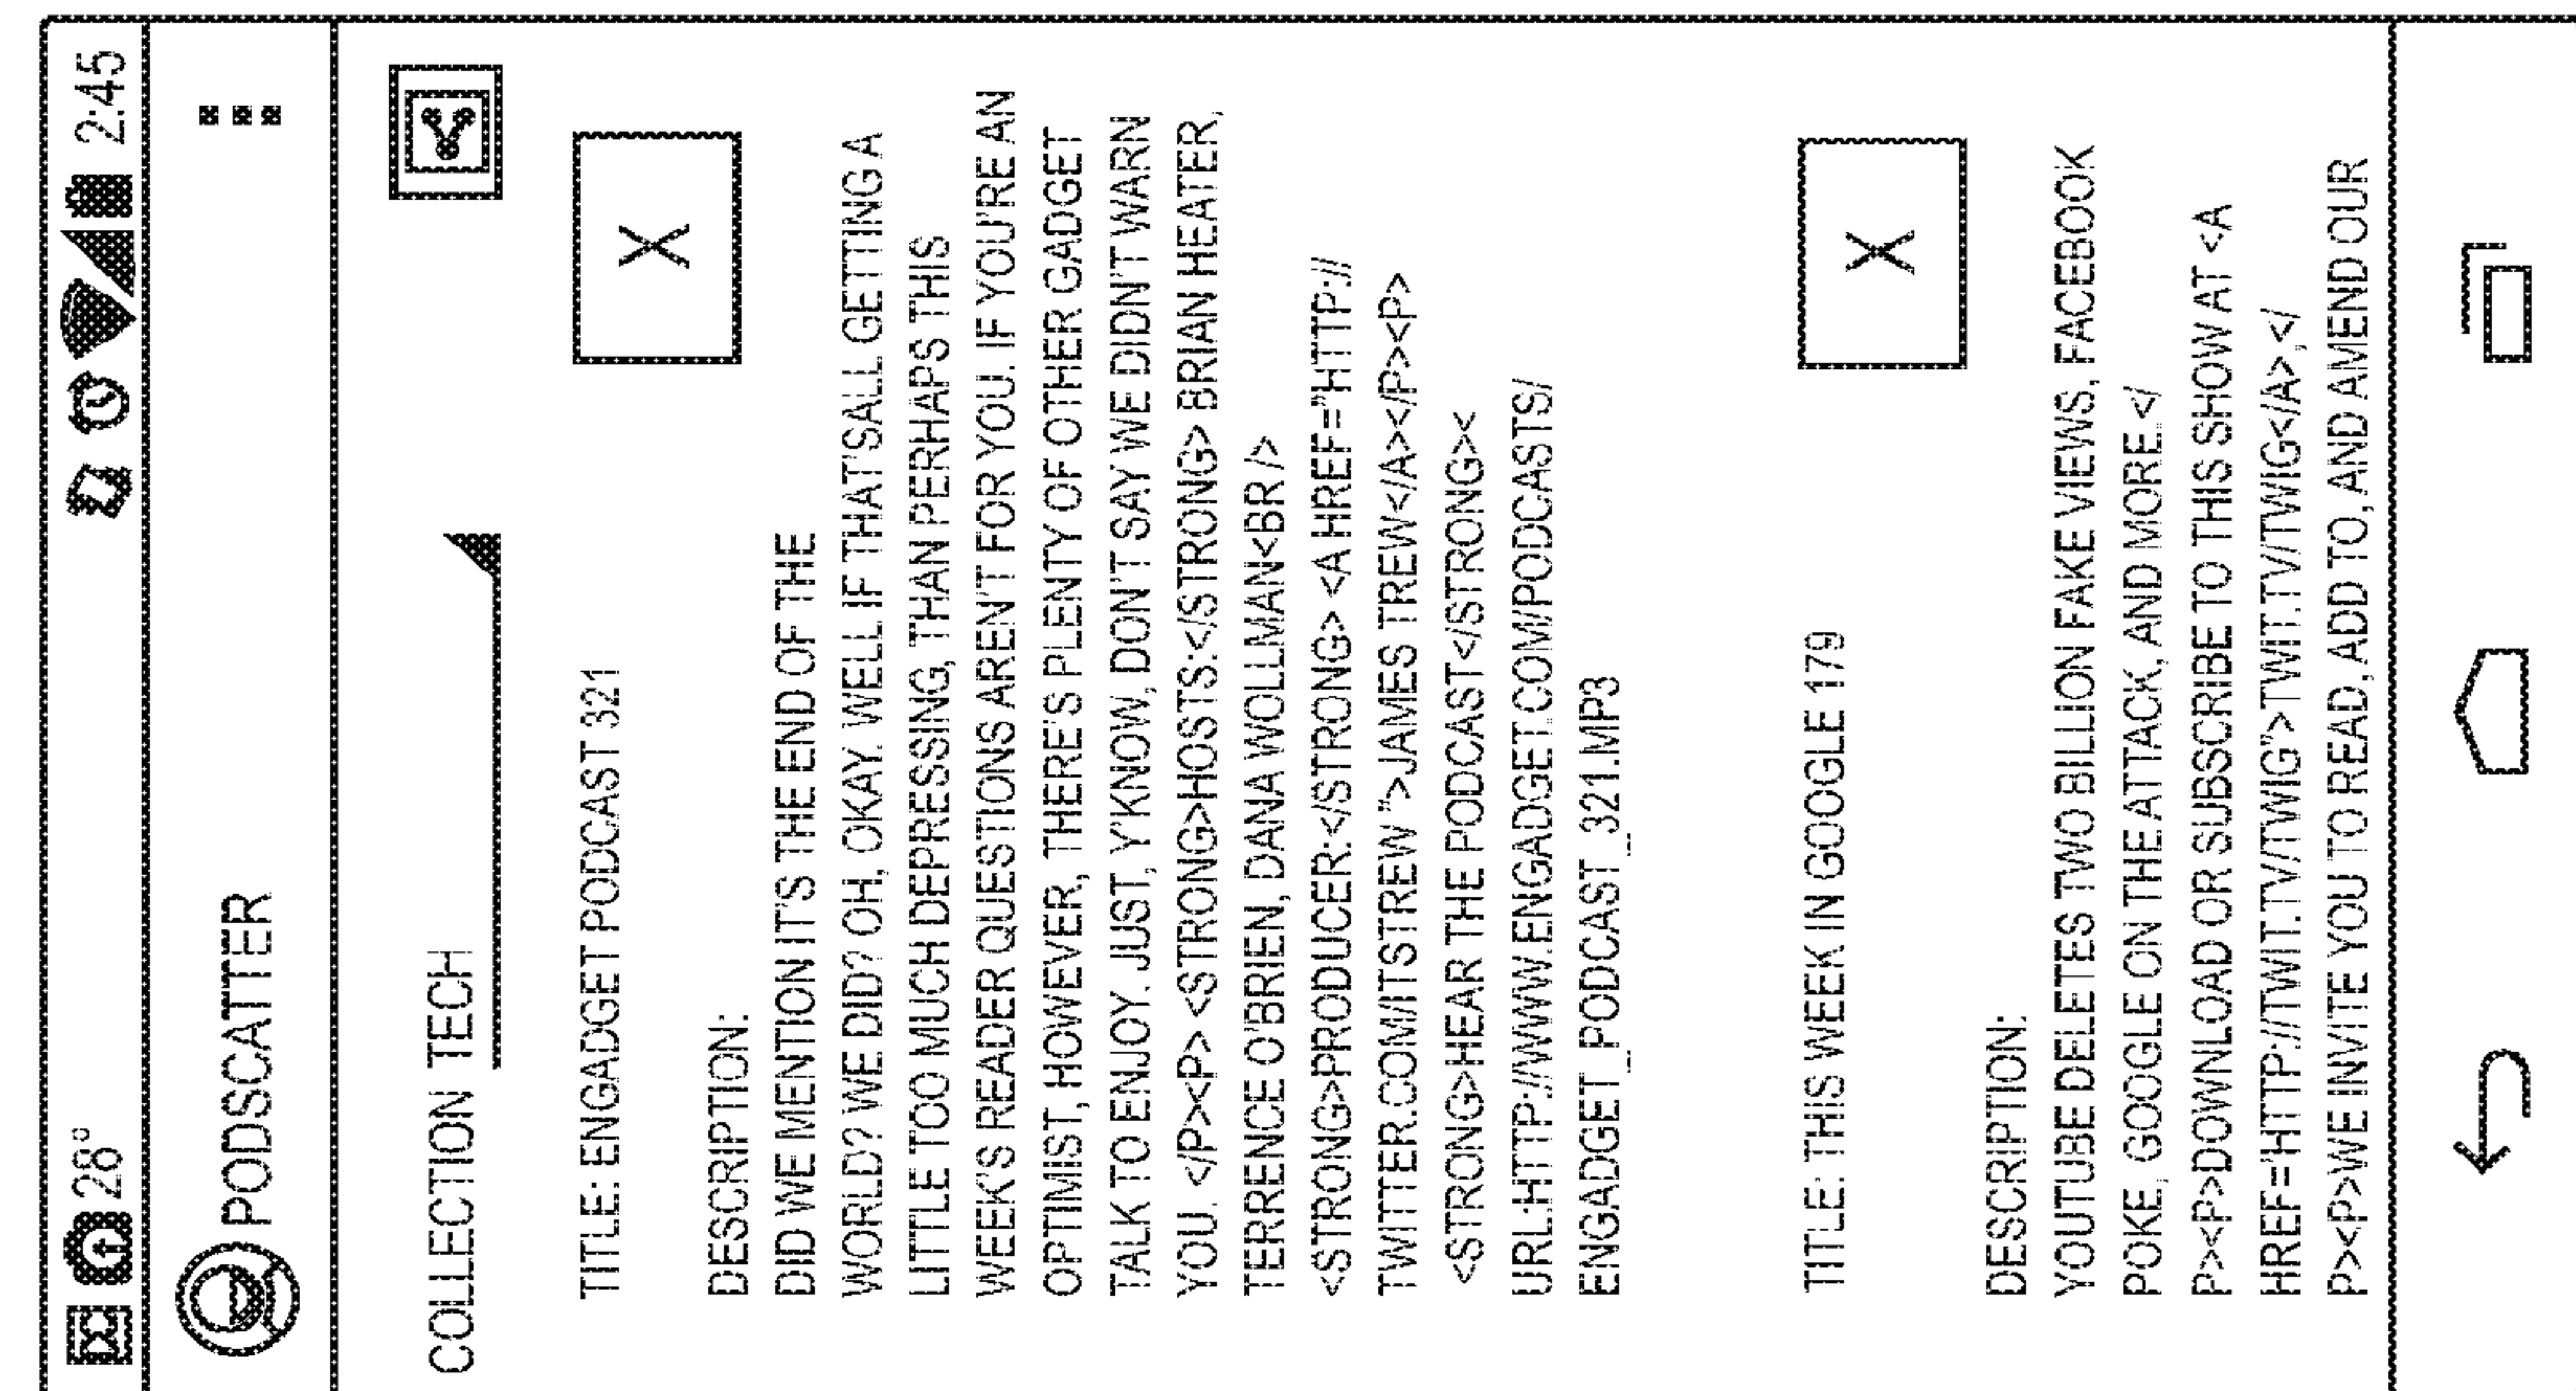 28° 2:45
PODSCATTER
COLLECTION TECH
TITLE: ENGADGET PODCAST 321
X
DESCRIPTION:
DID WE MENTION IT'S THE END OF THE
WORLD? WE DID? OH, OKAY. WELL IF THAT'S ALL GETTING A
LITTLE TOO MUCH DEPRESSING, THAN PERHAPS THIS
WEEK'S READER QUESTIONS AREN'T FOR YOU. IF YOU'RE AN
OPTIMIST, HOWEVER, THERE'S PLENTY OF OTHER GADGET
TALK TO ENJOY. JUST, Y'KNOW, DON'T SAY WE DIDN'T WARN
YOU. </P><P> <STRONG>HOSTS:</STRONG> BRIAN HEATER,
TERRENCE O'BRIEN, DANA WOLLMAN<BR />
<STRONG>PRODUCER:</STRONG> <A HREF="HTTP://
TWITTER.COM/ITSTREW">JAMES TREW</A></P><P>
<STRONG>HEAR THE PODCAST</STRONG><
URL:HTTP://WWW.ENGADGET.COM/PODCASTS/
ENGADGET_PODCAST_321.MP3
TITLE: THIS WEEK IN GOOGLE 179
X
DESCRIPTION:
YOUTUBE DELETES TWO BILLION FAKE VIEWS, FACEBOOK
POKE, GOOGLE ON THE ATTACK, AND MORE.</
P><P>DOWNLOAD OR SUBSCRIBE TO THIS SHOW AT <A
HREF="HTTP://TWIT.TV/TWIG">TWIT.TV/TWIG</A>,</
P><P>WE INVITE YOU TO READ, ADD TO, AND AMEND OUR